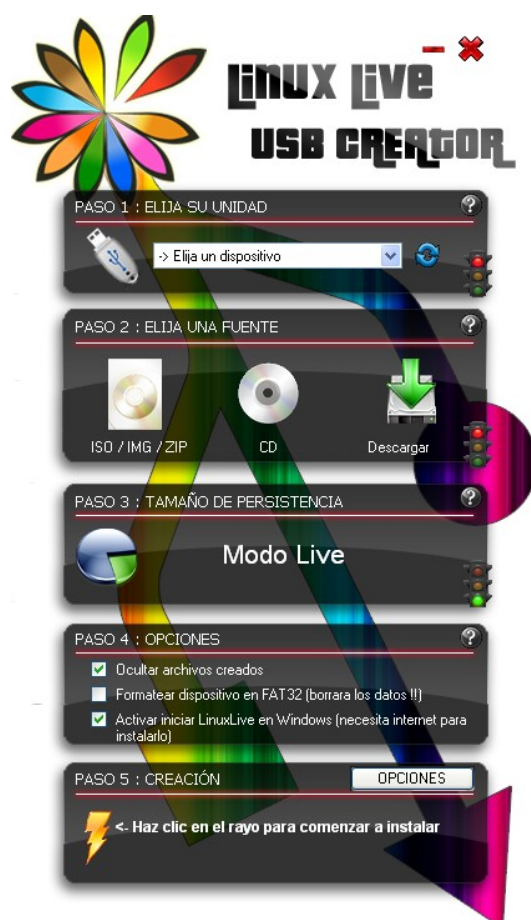 Linux Live
USB Creator
PASO 1 : ELIJA SU UNIDAD
?
-> Elija un dispositivo
PASO 2 : ELIJA UNA FUENTE
?
ISO / IMG / ZIP
CD
Descargar
PASO 3 : TAMAÑO DE PERSISTENCIA
?
Modo Live
PASO 4 : OPCIONES
?
Ocultar archivos creados
Formatear dispositivo en FAT32 (borrara los datos !!)
Activar iniciar LinuxLive en Windows (necesita internet para
instalarlo)
PASO 5 : CREACIÓN
OPCIONES
<- Haz clic en el rayo para comenzar a instalar